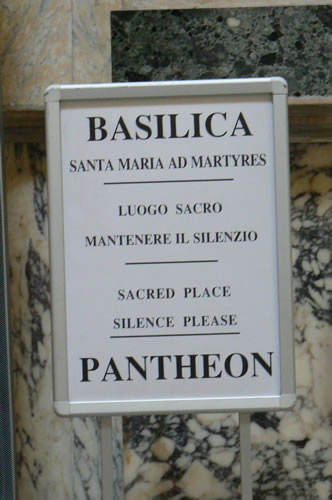 BASILICA
SANTA MARIA AD MARTYRES
LUOGO SACRO
MANTENERE IL SILENZIO
SACRED PLACE
SILENCE PLEASE
PANTHEON